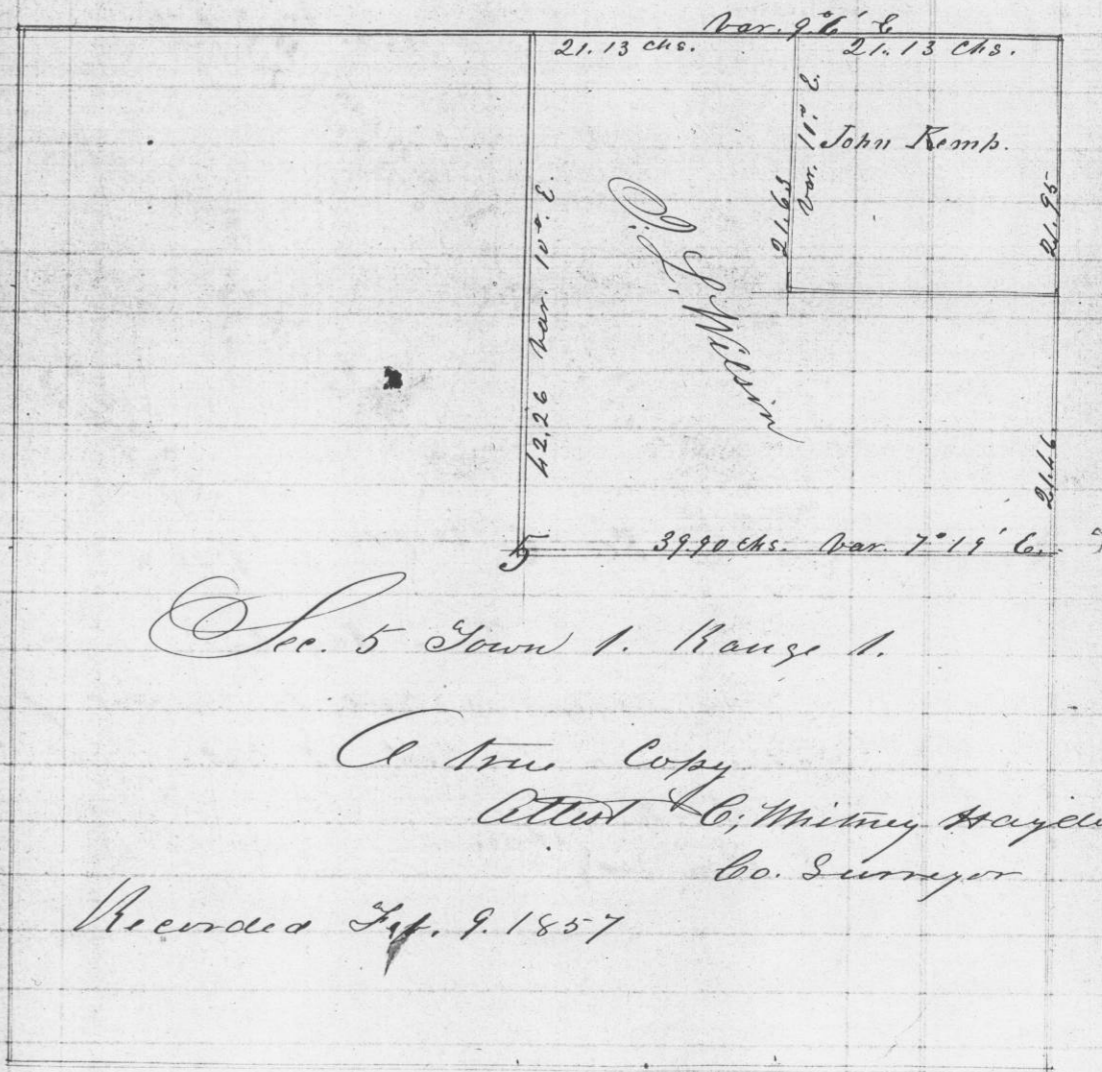 Var. 9° 6' E
21.13 chs. 21.13 chs.
Var. 11° E.
John Kemp.
21.63
21.95
42.26 Var. 10° E.
P. L. Wilson
21.46
5 39.90 chs. Var. 7° 19' E.
Sec. 5 Town 1. Range 1.
A true Copy
Attest C. Whitney Hayde
Co. Surveyor
Recorded Feb. 9. 1857